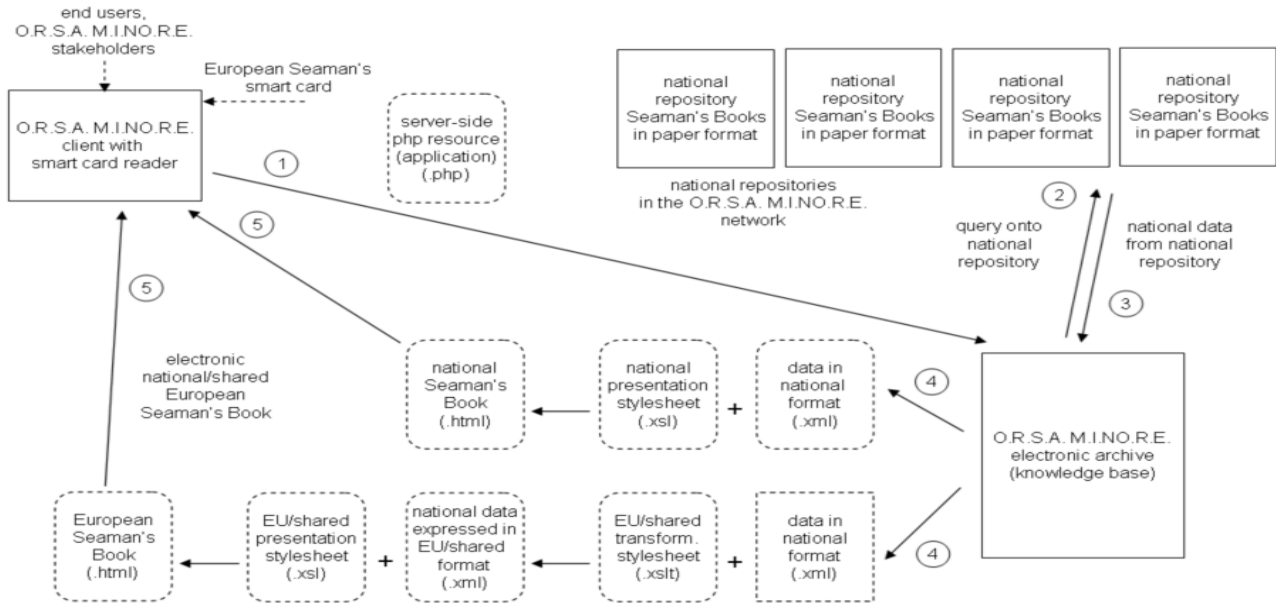 end users,
O.R.S.A. M.I.NO.R.E.
stakeholders
European Seaman's
smart card
O.R.S.A. M.I.NO.R.E.
client with
smart card reader
server-side
php resource
(application)
(.php)
1
national
repository
Seaman's Books
in paper format
national
repository
Seaman's Books
in paper format
national
repository
Seaman's Books
in paper format
national
repository
Seaman's Books
in paper format
national repositories
in the O.R.S.A. M.I.NO.R.E.
network
2
query onto
national
repository
national data
from national
repository
3
5
5
electronic
national/shared
European
Seaman's Book
national
Seaman's
Book
(.html)
national
presentation
stylesheet
(.xsl)
+
data in
national
format
(.xml)
4
O.R.S.A. M.I.NO.R.E.
electronic archive
(knowledge base)
European
Seaman's
Book
(.html)
EU/shared
presentation
stylesheet
(.xsl)
+
national data
expressed in
EU/shared
format
(.xml)
EU/shared
transform.
stylesheet
(.xslt)
+
data in
national
format
(.xml)
4